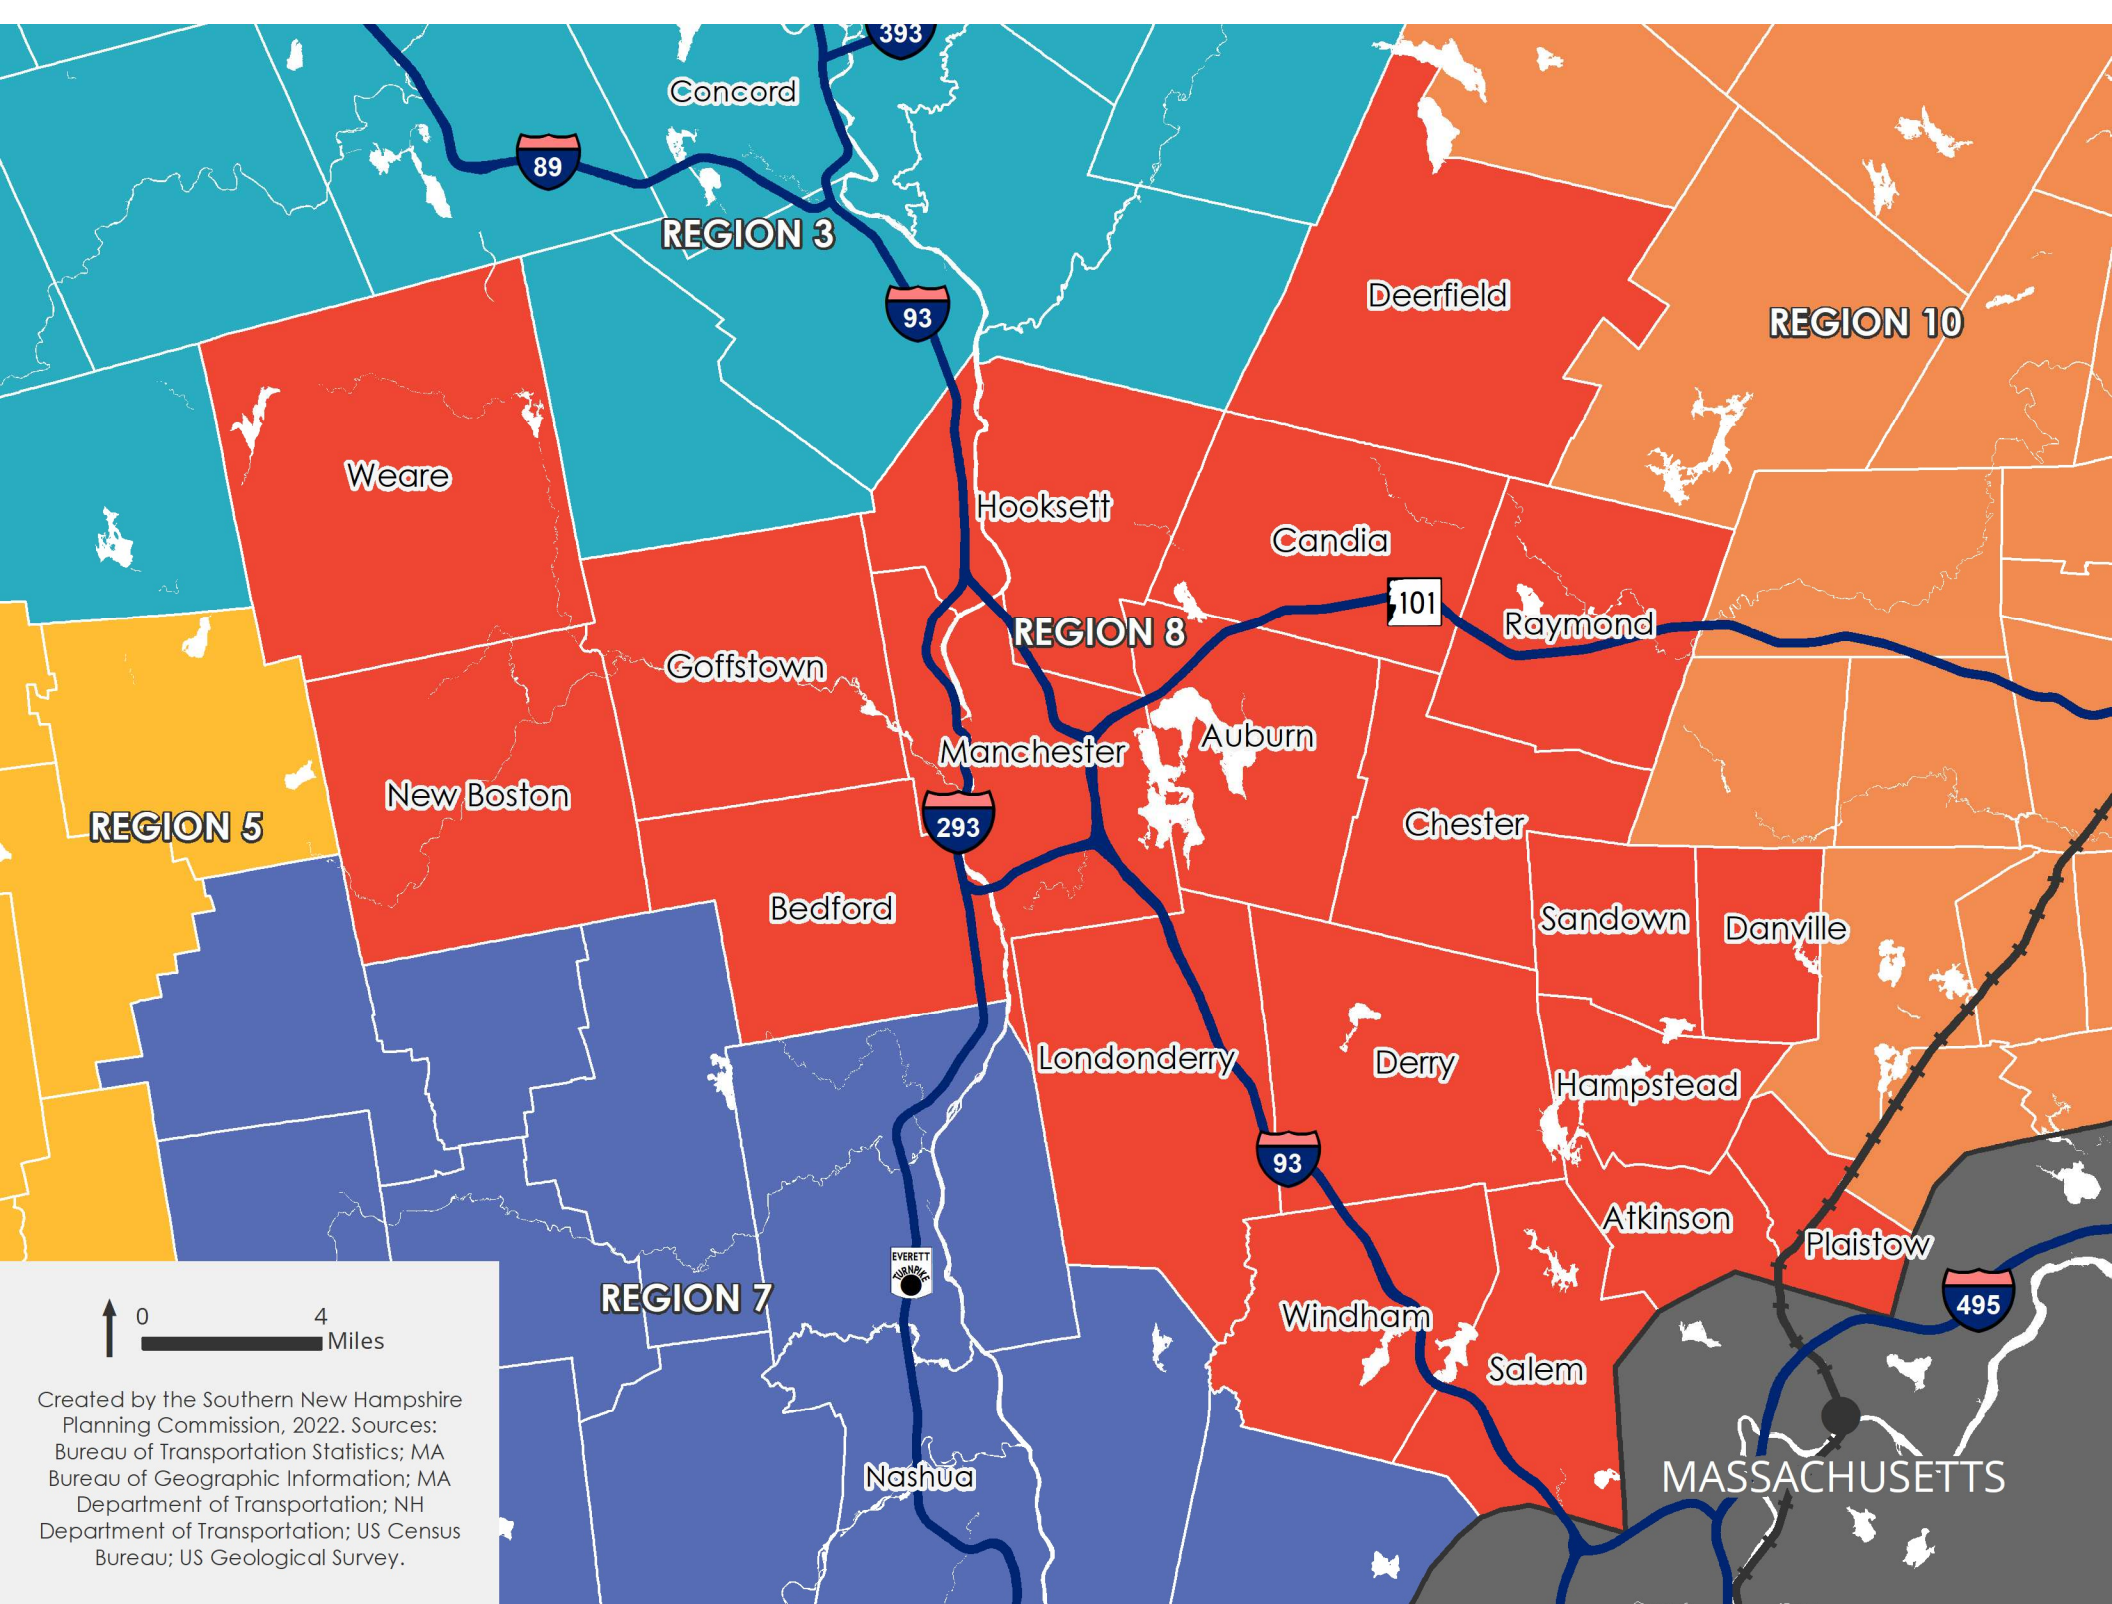 393
Concord
89
REGION 3
93
Deerfield
REGION 10
Weare
Hooksett
Candia
101
Raymond
REGION 8
Goffstown
Manchester
Auburn
New Boston
REGION 5
293
Chester
Bedford
Sandown
Danville
Londonderry
Derry
Hampstead
93
Atkinson
Plaistow
EVERETT
TURNPIKE
REGION 7
495
Windham
Salem
Nashua
MASSACHUSETTS
0 4
Miles
Created by the Southern New Hampshire
Planning Commission, 2022. Sources:
Bureau of Transportation Statistics; MA
Bureau of Geographic Information; MA
Department of Transportation; NH
Department of Transportation; US Census
Bureau; US Geological Survey.